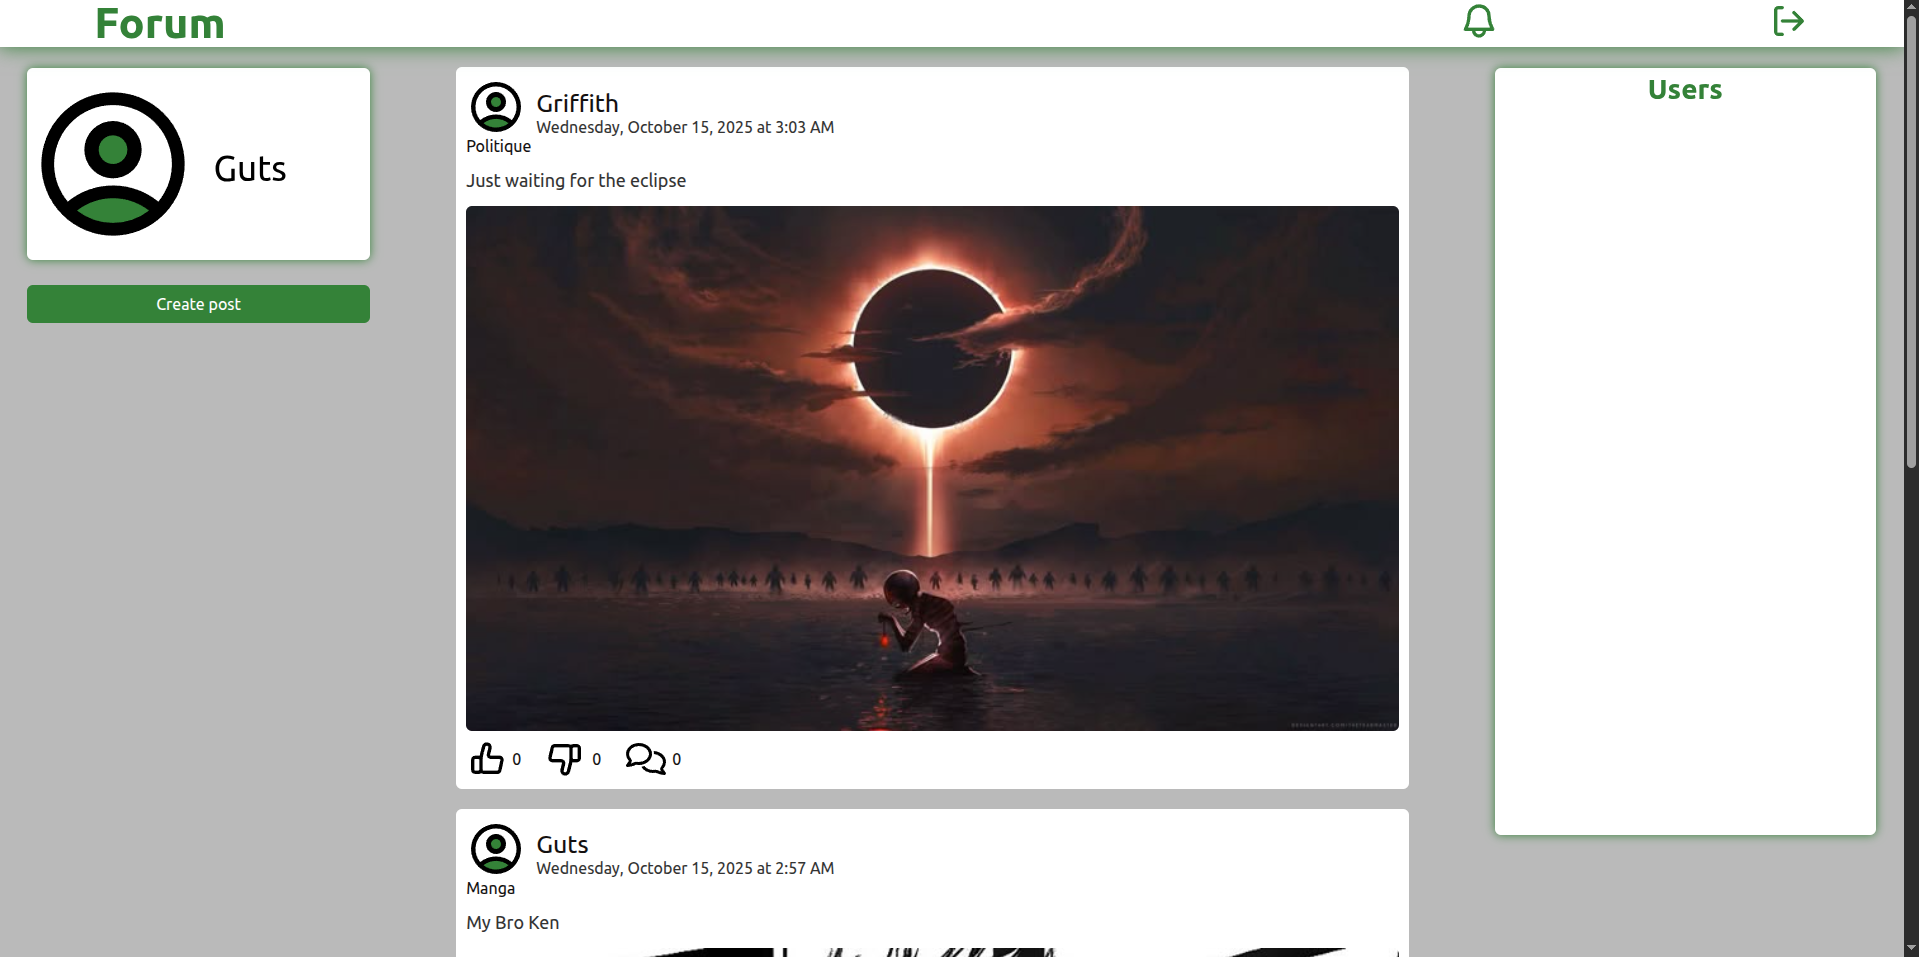 Forum
Guts
Create post
Griffith
Wednesday, October 15, 2025 at 3:03 AM
Politique
Just waiting for the eclipse
0
0
0
Guts
Wednesday, October 15, 2025 at 2:57 AM
Manga
My Bro Ken
Users